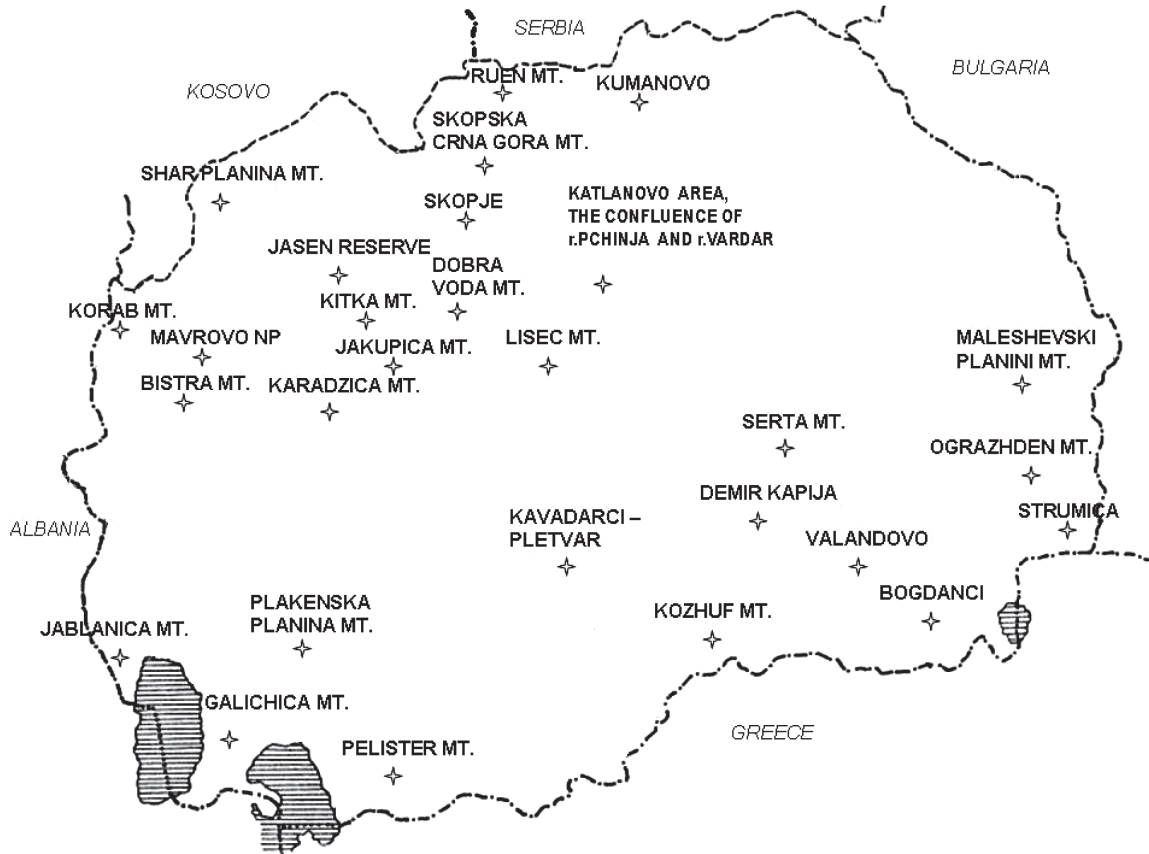 SERBIA
BULGARIA
KOSOVO
RUEN MT.
KUMANOVO
SKOPSKA
CRNA GORA MT.
SHAR PLANINA MT.
SKOPJE
KATLANOVO AREA,
THE CONFLUENCE OF
r.PCHINJA AND r.VARDAR
JASEN RESERVE
DOBRA
VODA MT.
KITKA MT.
KORAB MT.
MAVROVO NP
JAKUPICA MT.
LISEC MT.
MALESHEVSKI
PLANINI MT.
BISTRA MT.
KARADZICA MT.
SERTA MT.
OGRAZHDEN MT.
DEMIR KAPIJA
STRUMICA
ALBANIA
KAVADARCI –
PLETVAR
VALANDOVO
BOGDANCI
PLAKENSKA
PLANINA MT.
KOZHUF MT.
JABLANICA MT.
GALICHICA MT.
GREECE
PELISTER MT.